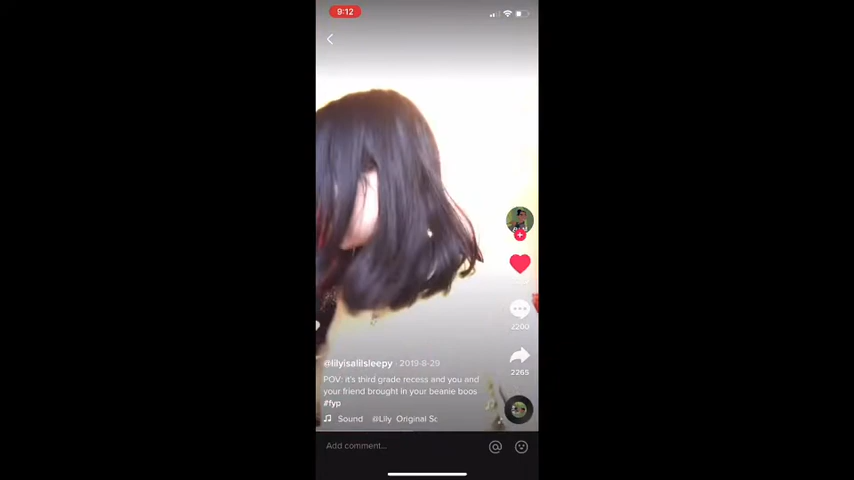 9:12
2200
2265
@lilyisalilsleepy · 2019-8-29
POV: it's third grade recess and you and
your friend brought in your beanie boos
#fyp
Sound @Lily Original Sc
Add comment...